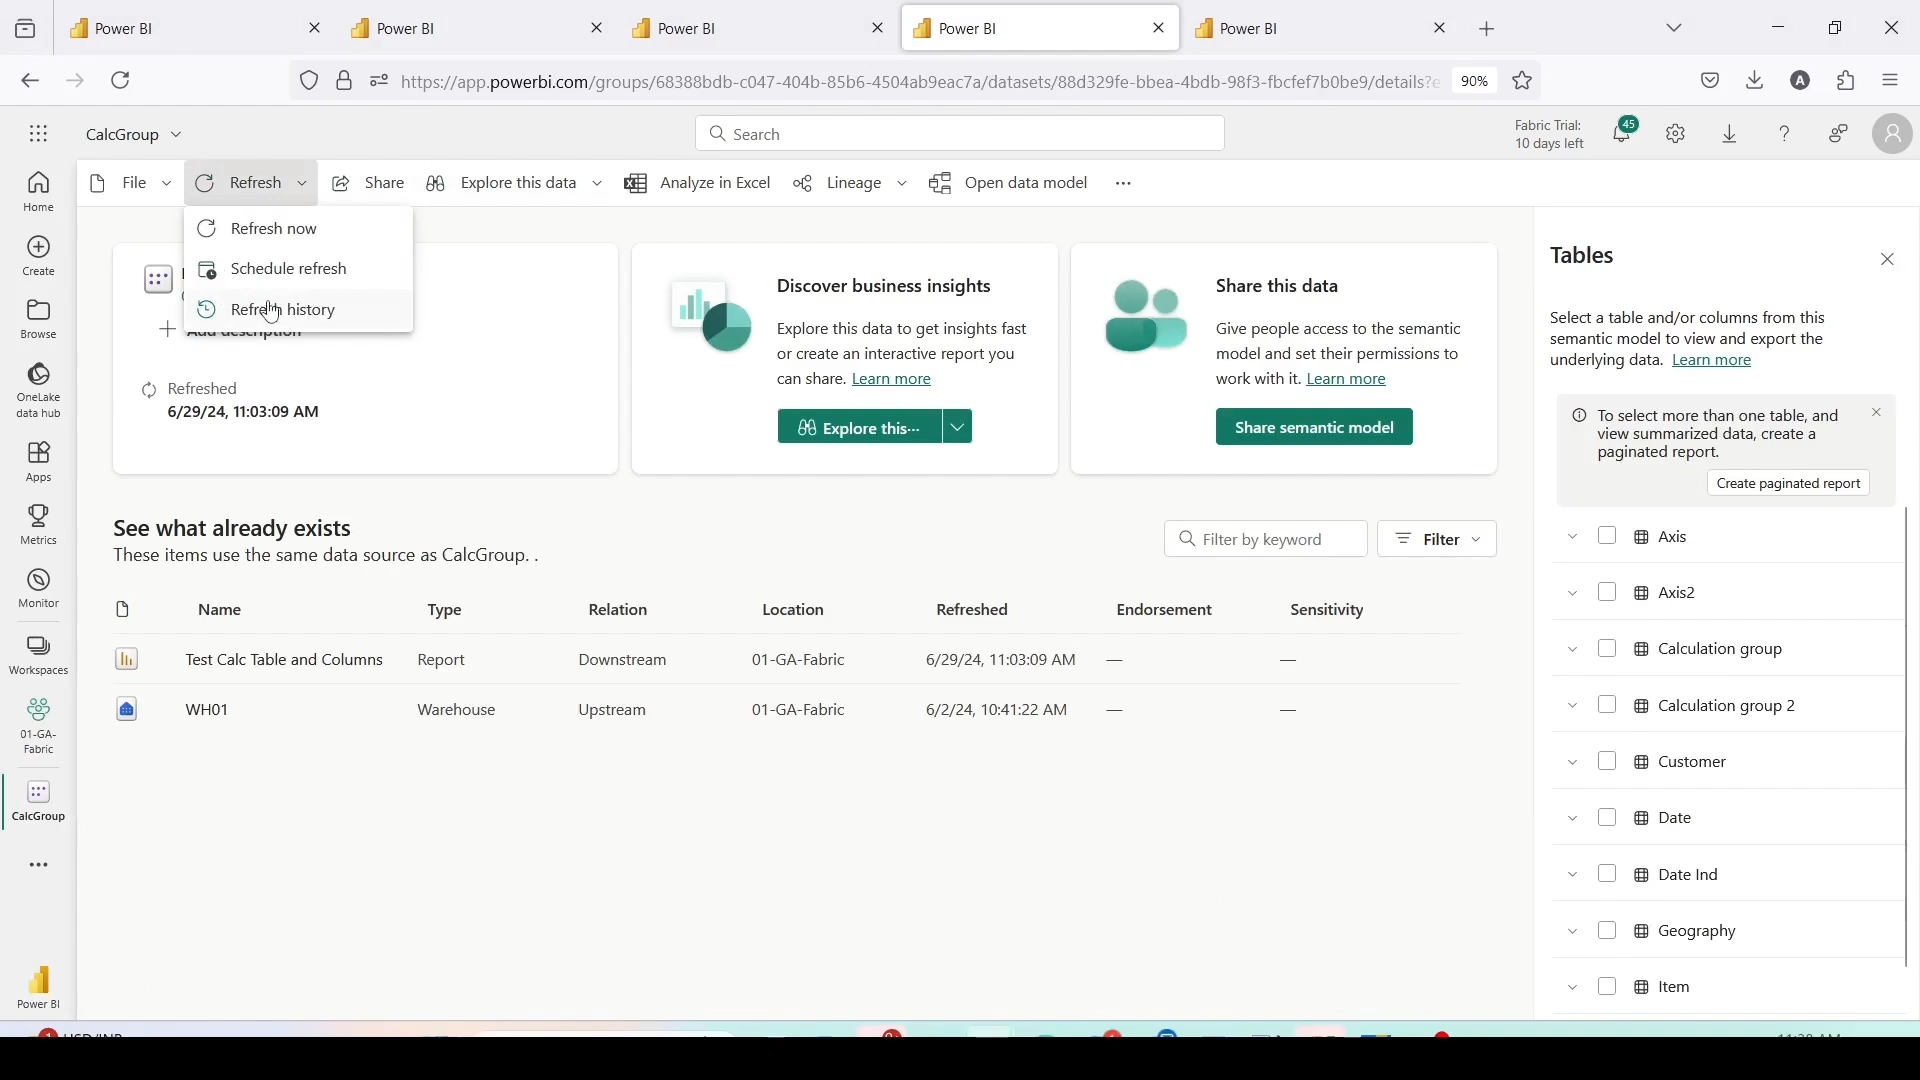 Power BI
Power BI
Power BI
Power BI
Power BI
https://app.powerbi.com/groups/68388bdb-c047-404b-85b6-4504ab9eac7a/datasets/88d329fe-bbea-4bdb-98f3-fbcfef7b0be9/details?e
90%
A
CalcGroup
Search
Fabric Trial:
10 days left
45
File
Refresh
Share
Explore this data
Analyze in Excel
Lineage
Open data model
Refresh now
Schedule refresh
Refresh history
Add description
Refreshed
6/29/24, 11:03:09 AM
Discover business insights
Explore this data to get insights fast
or create an interactive report you
can share. Learn more
Explore this...
Share this data
Give people access to the semantic
model and set their permissions to
work with it. Learn more
Share semantic model
See what already exists
These items use the same data source as CalcGroup. .
Filter by keyword
Filter
Name Type Relation Location Refreshed Endorsement Sensitivity
Test Calc Table and Columns Report Downstream 01-GA-Fabric 6/29/24, 11:03:09 AM — —
WH01 Warehouse Upstream 01-GA-Fabric 6/2/24, 10:41:22 AM — —
Tables
Select a table and/or columns from this
semantic model to view and export the
underlying data. Learn more
To select more than one table, and
view summarized data, create a
paginated report.
Create paginated report
Axis
Axis2
Calculation group
Calculation group 2
Customer
Date
Date Ind
Geography
Item
Home
Create
Browse
OneLake
data hub
Apps
Metrics
Monitor
Workspaces
01-GA-
Fabric
CalcGroup
Power BI